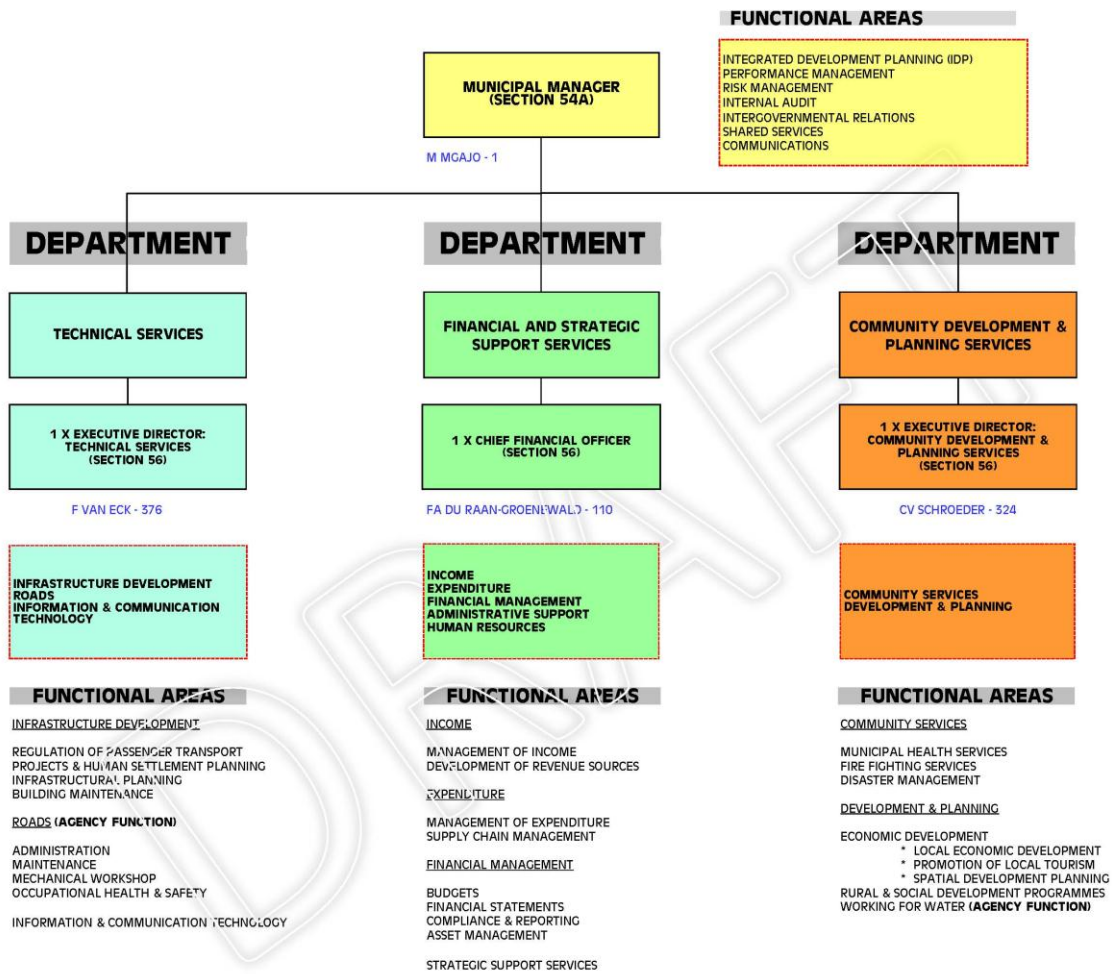 FUNCTIONAL AREAS
INTEGRATED DEVELOPMENT PLANNING (IDP)
PERFORMANCE MANAGEMENT
RISK MANAGEMENT
INTERNAL AUDIT
INTERGOVERNMENTAL RELATIONS
SHARED SERVICES
COMMUNICATIONS
MUNICIPAL MANAGER
(SECTION 54A)
M MGAJO - 1
DEPARTMENT
TECHNICAL SERVICES
1 X EXECUTIVE DIRECTOR:
TECHNICAL SERVICES
(SECTION 56)
F VAN ECK - 376
INFRASTRUCTURE DEVELOPMENT
ROADS
INFORMATION & COMMUNICATION
TECHNOLOGY
FUNCTIONAL AREAS
INFRASTRUCTURE DEVELOPMENT
REGULATION OF PASSENGER TRANSPORT
PROJECTS & HUMAN SETTLEMENT PLANNING
INFRASTRUCTURAL PLANNING
BUILDING MAINTENANCE
ROADS (AGENCY FUNCTION)
ADMINISTRATION
MAINTENANCE
MECHANICAL WORKSHOP
OCCUPATIONAL HEALTH & SAFETY
INFORMATION & COMMUNICATION TECHNOLOGY
DEPARTMENT
FINANCIAL AND STRATEGIC
SUPPORT SERVICES
1 X CHIEF FINANCIAL OFFICER
(SECTION 56)
FA DU RAAN-GROENEWALD - 110
INCOME
EXPENDITURE
FINANCIAL MANAGEMENT
ADMINISTRATIVE SUPPORT
HUMAN RESOURCES
FUNCTIONAL AREAS
INCOME
MANAGEMENT OF INCOME
DEVELOPMENT OF REVENUE SOURCES
EXPENDITURE
MANAGEMENT OF EXPENDITURE
SUPPLY CHAIN MANAGEMENT
FINANCIAL MANAGEMENT
BUDGETS
FINANCIAL STATEMENTS
COMPLIANCE & REPORTING
ASSET MANAGEMENT
STRATEGIC SUPPORT SERVICES
DEPARTMENT
COMMUNITY DEVELOPMENT &
PLANNING SERVICES
1 X EXECUTIVE DIRECTOR:
COMMUNITY DEVELOPMENT &
PLANNING SERVICES
(SECTION 56)
CV SCHROEDER - 324
COMMUNITY SERVICES
DEVELOPMENT & PLANNING
FUNCTIONAL AREAS
COMMUNITY SERVICES
MUNICIPAL HEALTH SERVICES
FIRE FIGHTING SERVICES
DISASTER MANAGEMENT
DEVELOPMENT & PLANNING
ECONOMIC DEVELOPMENT
* LOCAL ECONOMIC DEVELOPMENT
* PROMOTION OF LOCAL TOURISM
* SPATIAL DEVELOPMENT PLANNING
RURAL & SOCIAL DEVELOPMENT PROGRAMMES
WORKING FOR WATER (AGENCY FUNCTION)
DRAFT